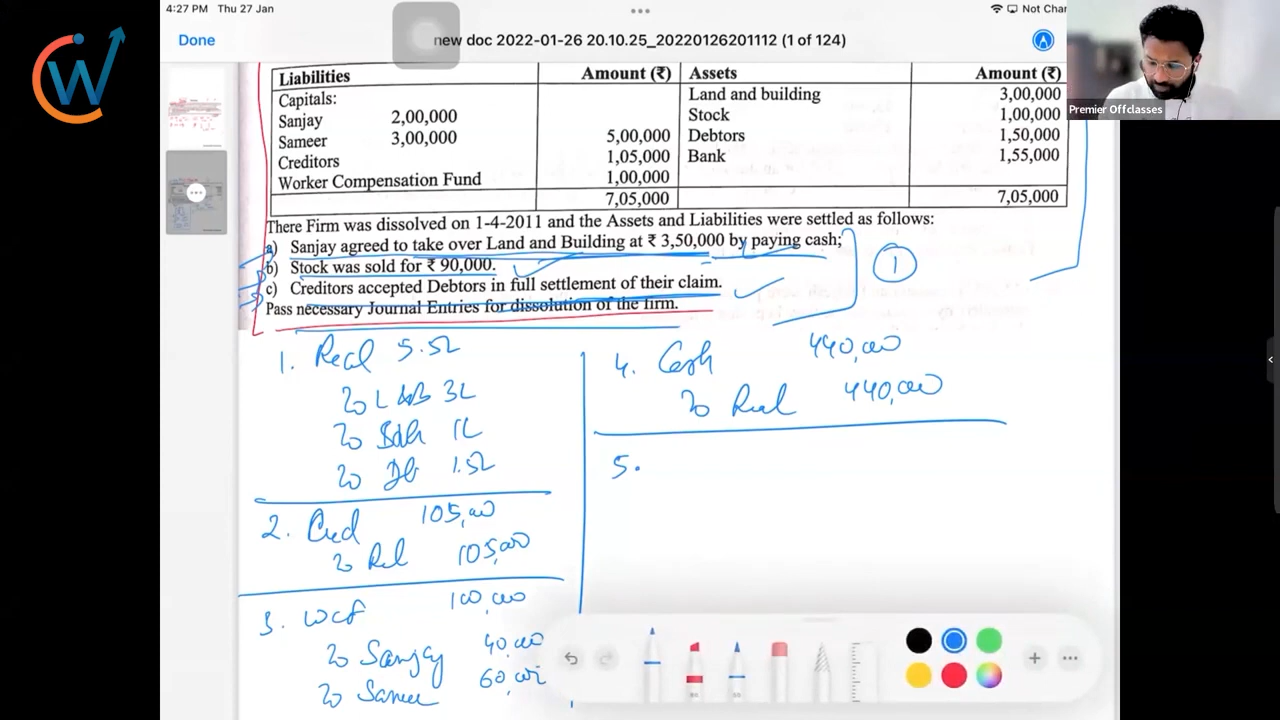 4:27 PM Thu 27 Jan
Not Char
Done
new doc 2022-01-26 20.10.25_20220126201112 (1 of 124)
W
Premier Offclasses
Liabilities Amount (₹) Assets Amount (₹)
Capitals: Land and building 3,00,000
Sanjay 2,00,000 Stock 1,00,000
Sameer 3,00,000 5,00,000 Debtors 1,50,000
Creditors 1,05,000 Bank 1,55,000
Worker Compensation Fund 1,00,000
7,05,000 7,05,000
There Firm was dissolved on 1-4-2011 and the Assets and Liabilities were settled as follows:
a) Sanjay agreed to take over Land and Building at ₹ 3,50,000 by paying cash;
b) Stock was sold for ₹ 90,000.
c) Creditors accepted Debtors in full settlement of their claim.
Pass necessary Journal Entries for dissolution of the firm.
1
1. Real 5.5L
To L &B 3L
To 1L
To 1.5L
2. Cred 105,00
To Rel 105,000
3. WCF 100,000
To Sanjay 40,000
To Sameer 60,000
4. Cash 440,000
To Real 440,000
5.